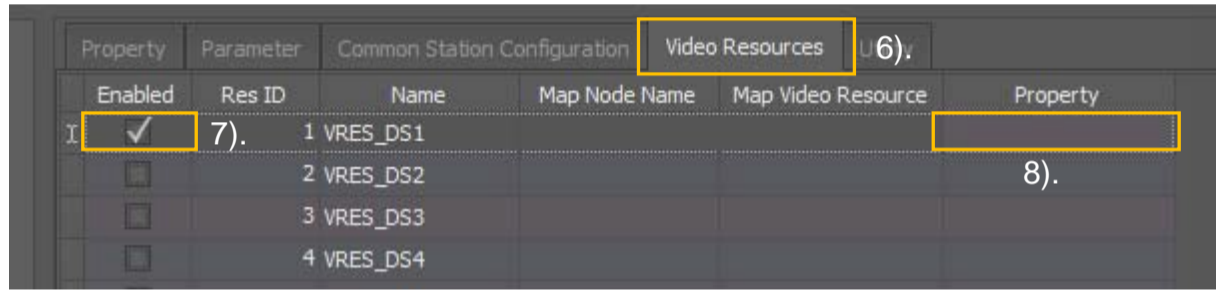 Property Parameter Common Station Configuration Video Resources 6).
Enabled Res ID Name Map Node Name Map Video Resource Property
7). 1 VRES_DS1
2 VRES_DS2 8).
3 VRES_DS3
4 VRES_DS4